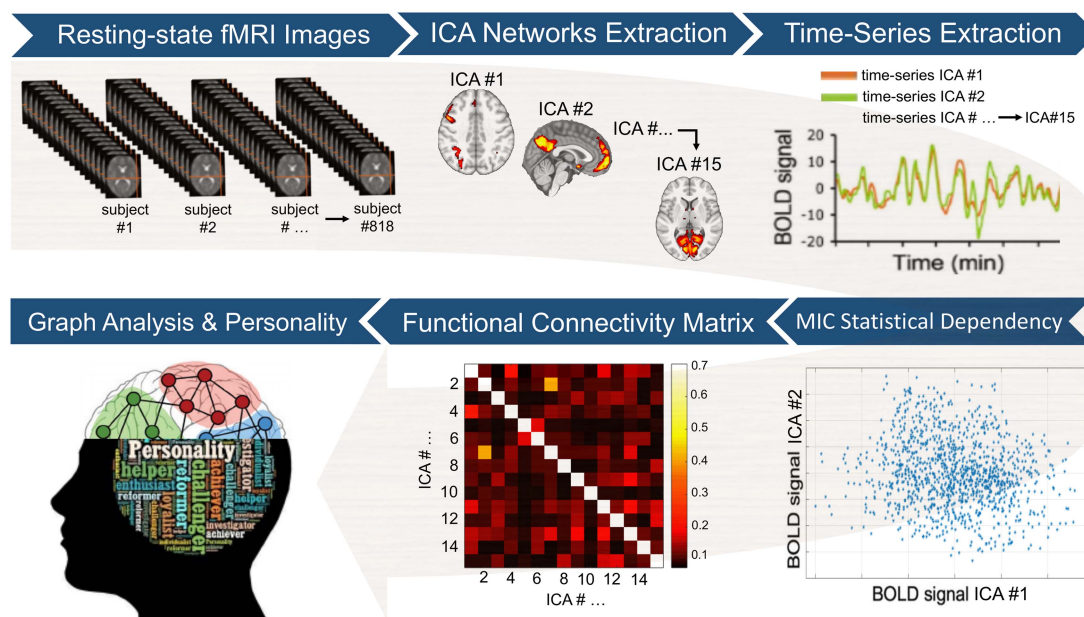 Resting-state fMRI Images
ICA Networks Extraction
Time-Series Extraction
subject
#1
subject
#2
subject
# ...
subject
#818
ICA #1
ICA #2
ICA #...
ICA #15
time-series ICA #1
time-series ICA #2
time-series ICA # ...
ICA#15
BOLD signal
20
10
0
-10
-20
Time (min)
Graph Analysis & Personality
Functional Connectivity Matrix
MIC Statistical Dependency
Personality
helper
enthusiast
reformer
loyalist
reformer
challenger
achiever
investigator
achiever
helper
ICA # ...
2
4
6
8
10
12
14
2 4 6 8 10 12 14
ICA # ...
0.7
0.6
0.5
0.4
0.3
0.2
0.1
BOLD signal ICA #2
BOLD signal ICA #1